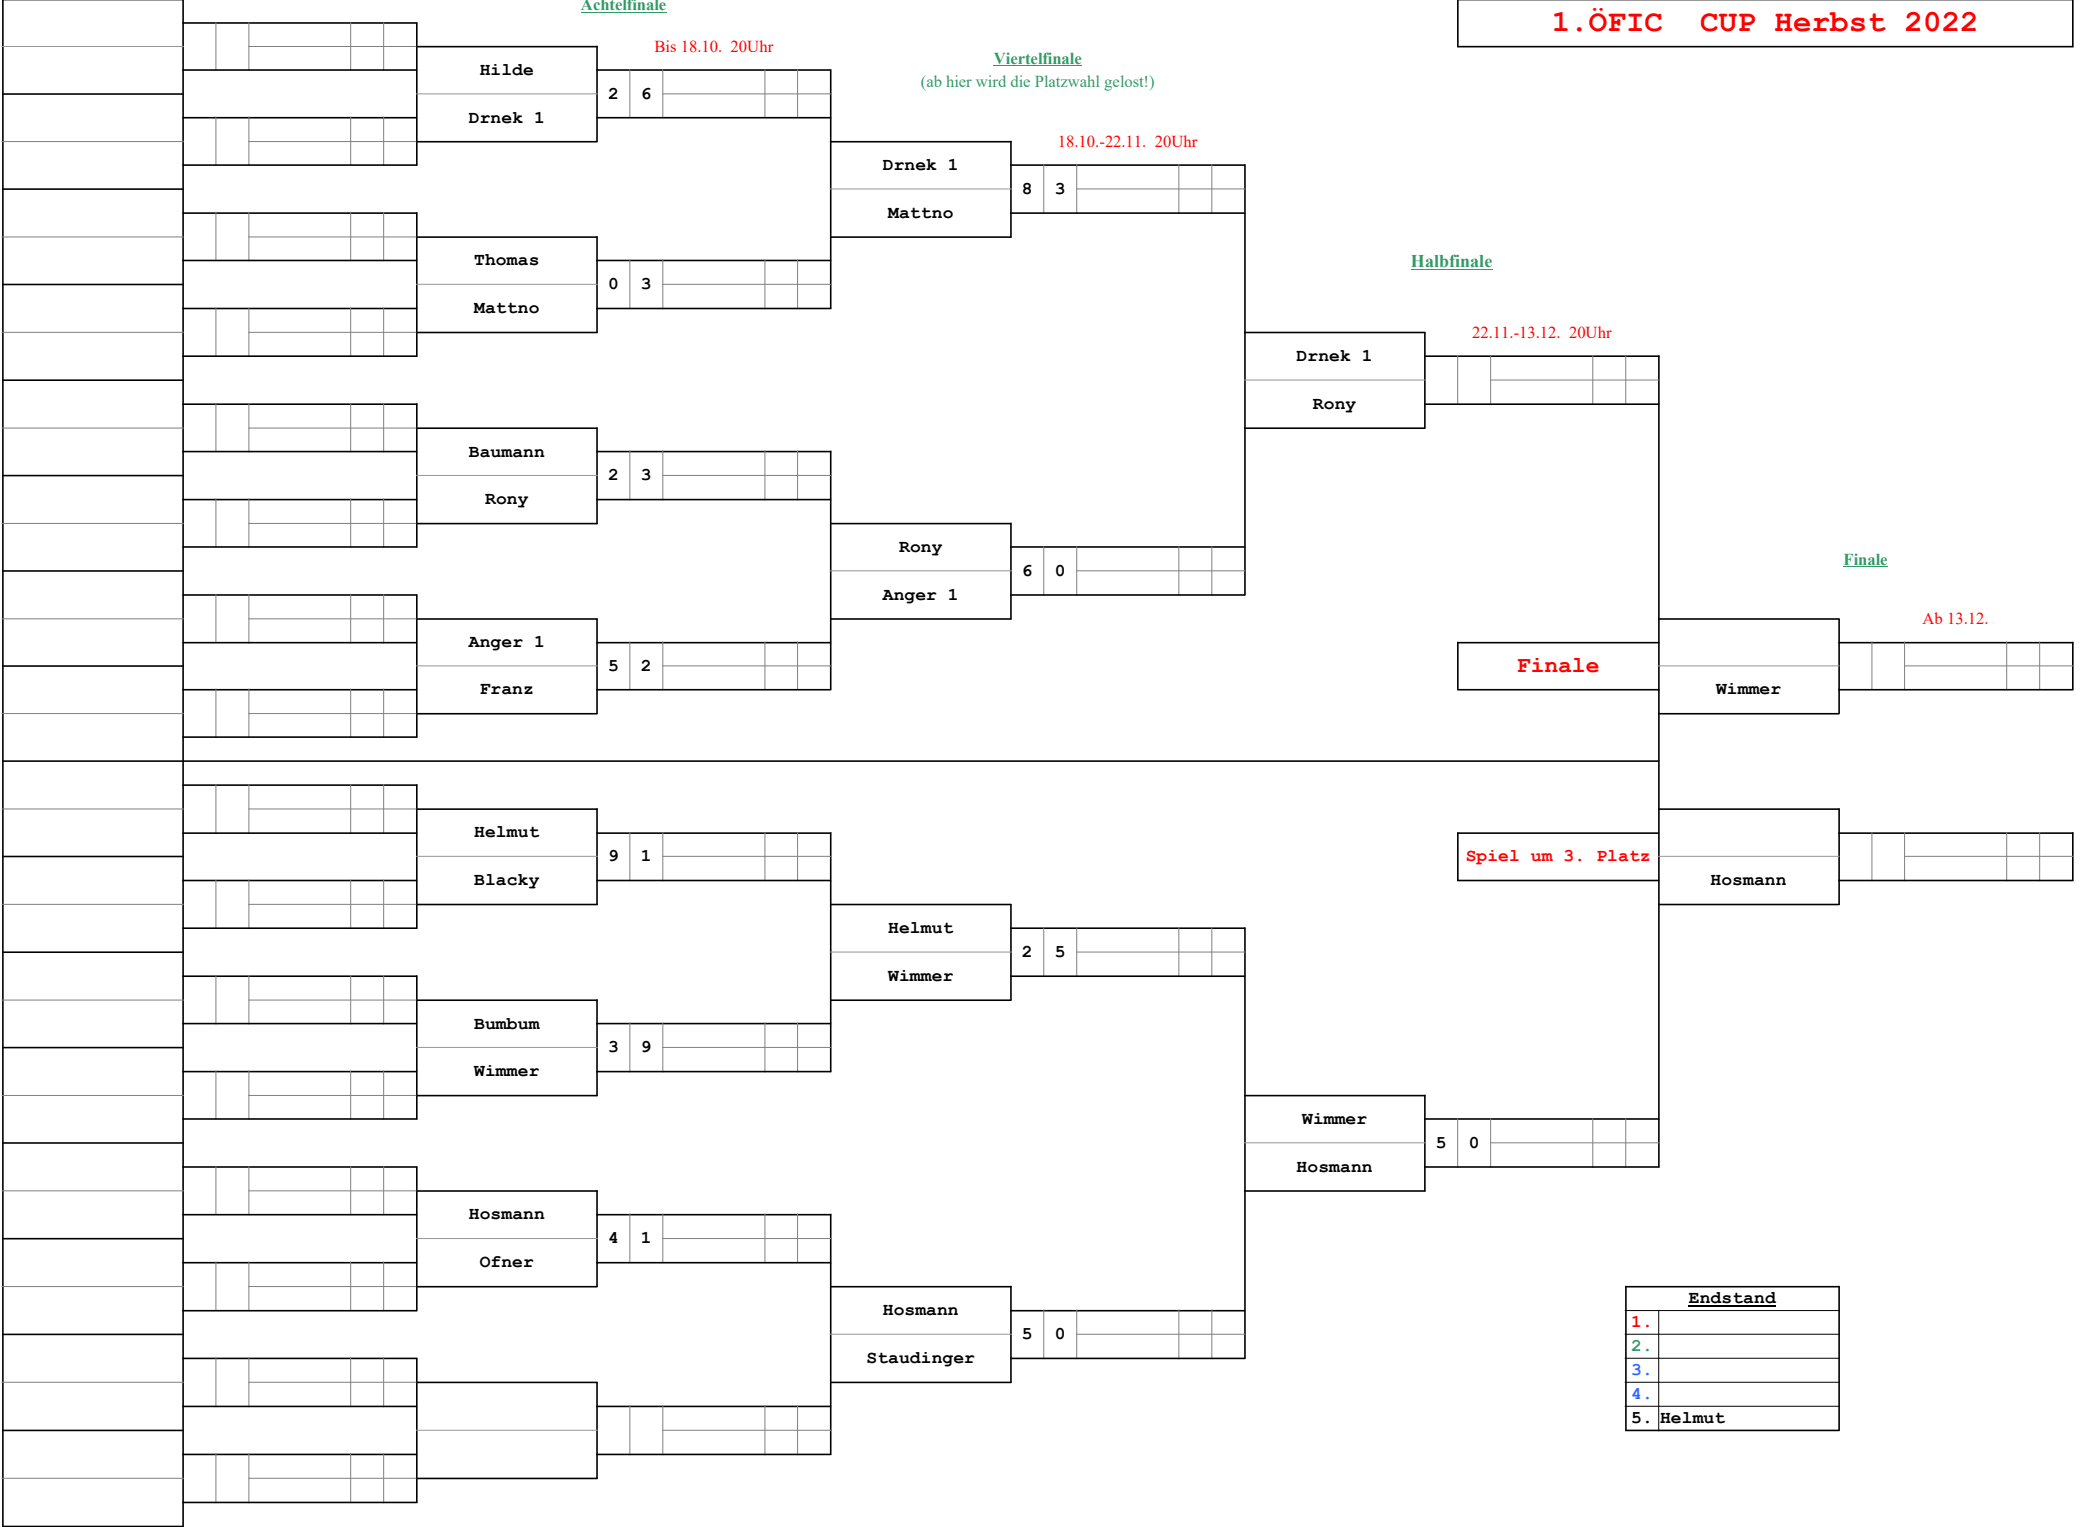 Achtelfinale
1.ÖFIC CUP Herbst 2022
Bis 18.10. 20Uhr
Viertelfinale
(ab hier wird die Platzwahl gelost!)
Hilde
2 6
Drnek 1
18.10.-22.11. 20Uhr
Drnek 1
8 3
Mattno
Thomas
0 3
Mattno
Halbfinale
22.11.-13.12. 20Uhr
Drnek 1
Rony
Baumann
2 3
Rony
Rony
6 0
Anger 1
Finale
Ab 13.12.
Anger 1
5 2
Franz
Finale
Wimmer
Helmut
9 1
Blacky
Spiel um 3. Platz
Hosmann
Helmut
2 5
Wimmer
Bumbum
3 9
Wimmer
Wimmer
5 0
Hosmann
Hosmann
4 1
Ofner
Hosmann
5 0
Staudinger
Endstand
1.
2.
3.
4.
5. Helmut